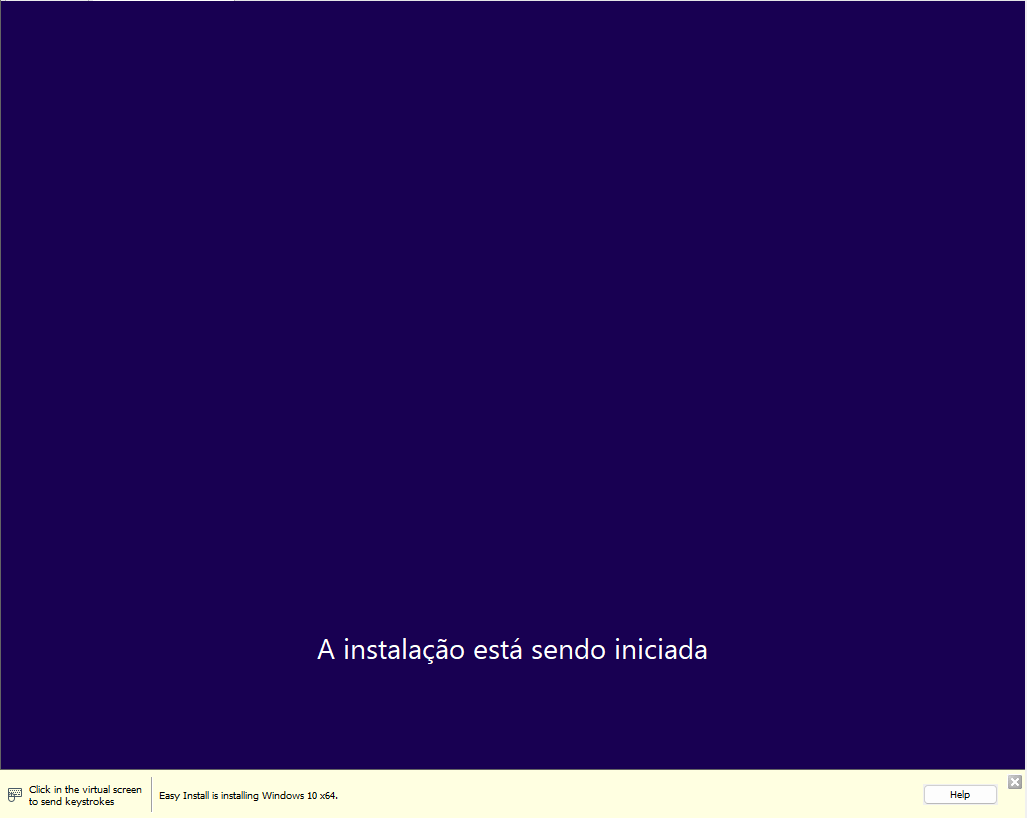 A instalação está sendo iniciada
Click in the virtual screen
to send keystrokes
Easy Install is installing Windows 10 x64.
Help